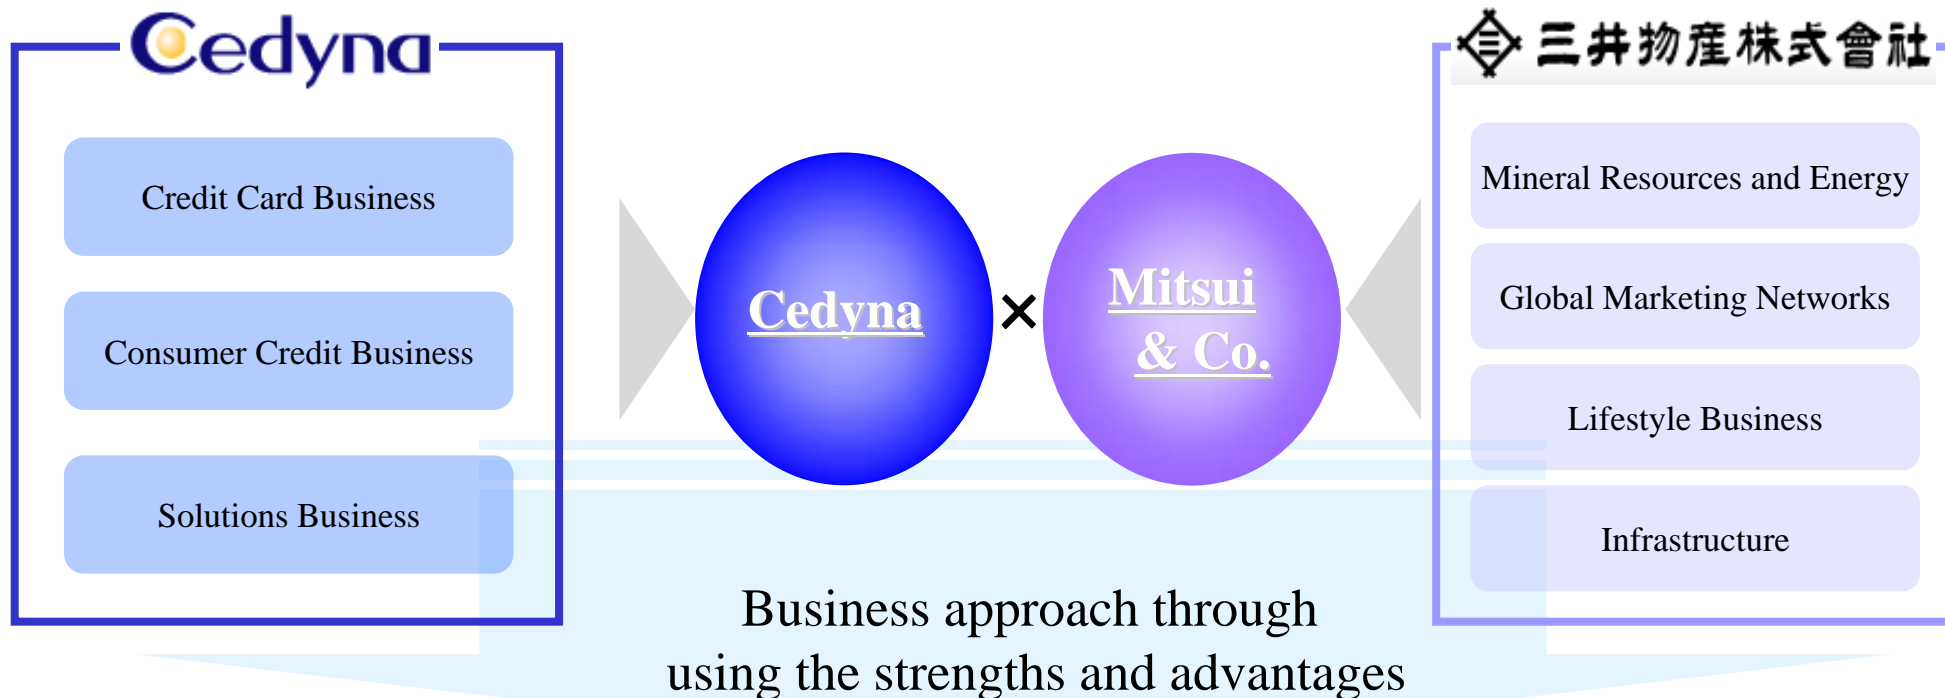 Cedyna
Credit Card Business
Consumer Credit Business
Solutions Business
Cedyna
×
Mitsui
& Co.
三井物産株式會社
Mineral Resources and Energy
Global Marketing Networks
Lifestyle Business
Infrastructure
Business approach through
using the strengths and advantages